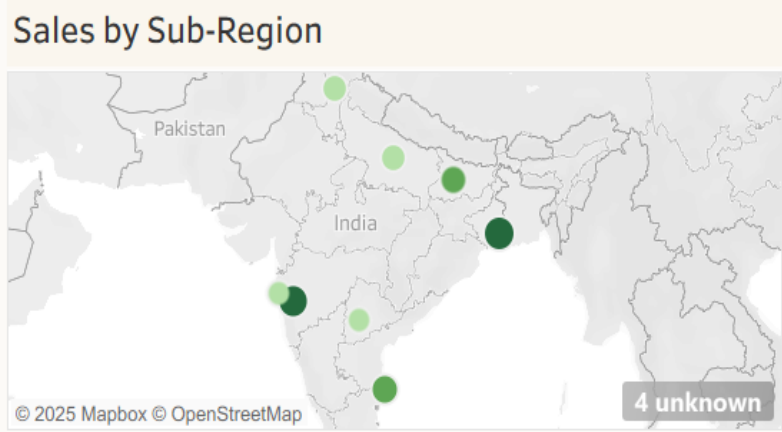 Sales by Sub-Region
Pakistan
India
4 unknown
© 2025 Mapbox © OpenStreetMap